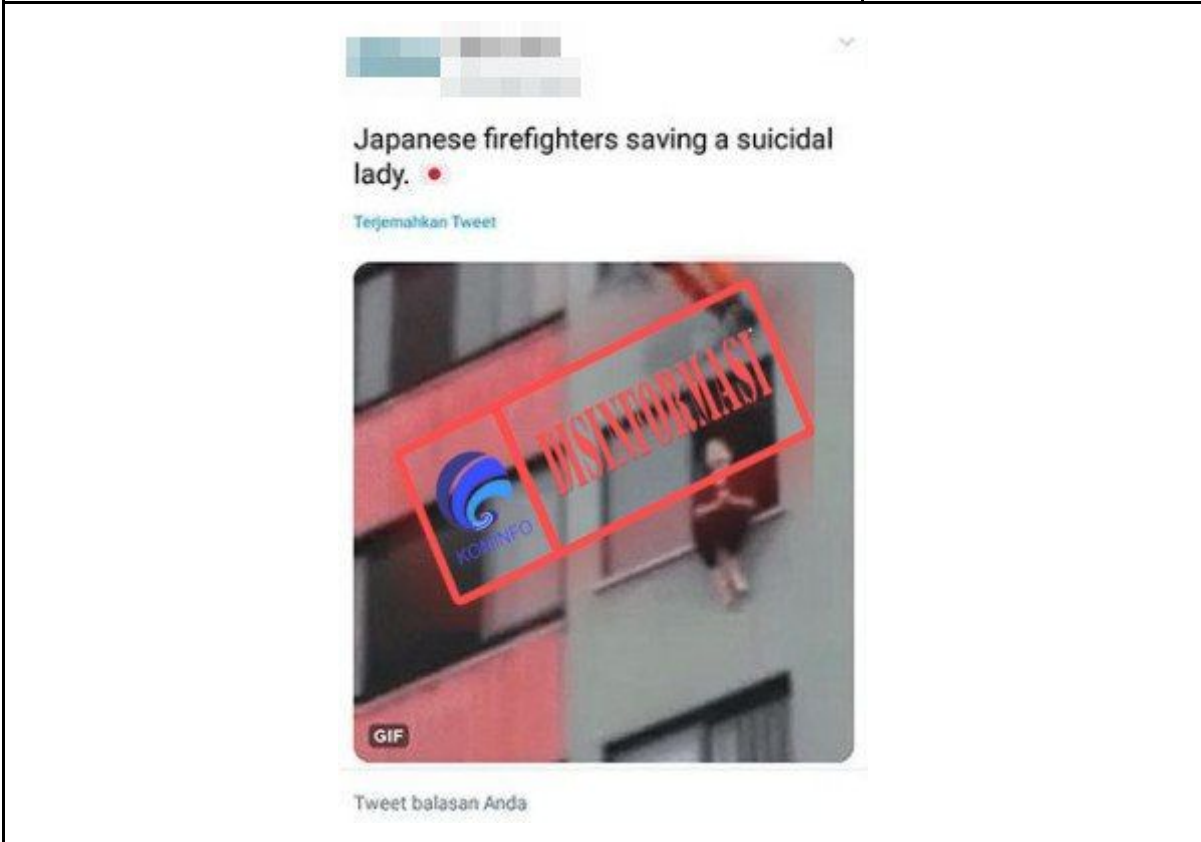 Japanese firefighters saving a suicidal
lady.
Terjemahkan Tweet
DISINFORMASI
KOMINFO
GIF
Tweet balasan Anda